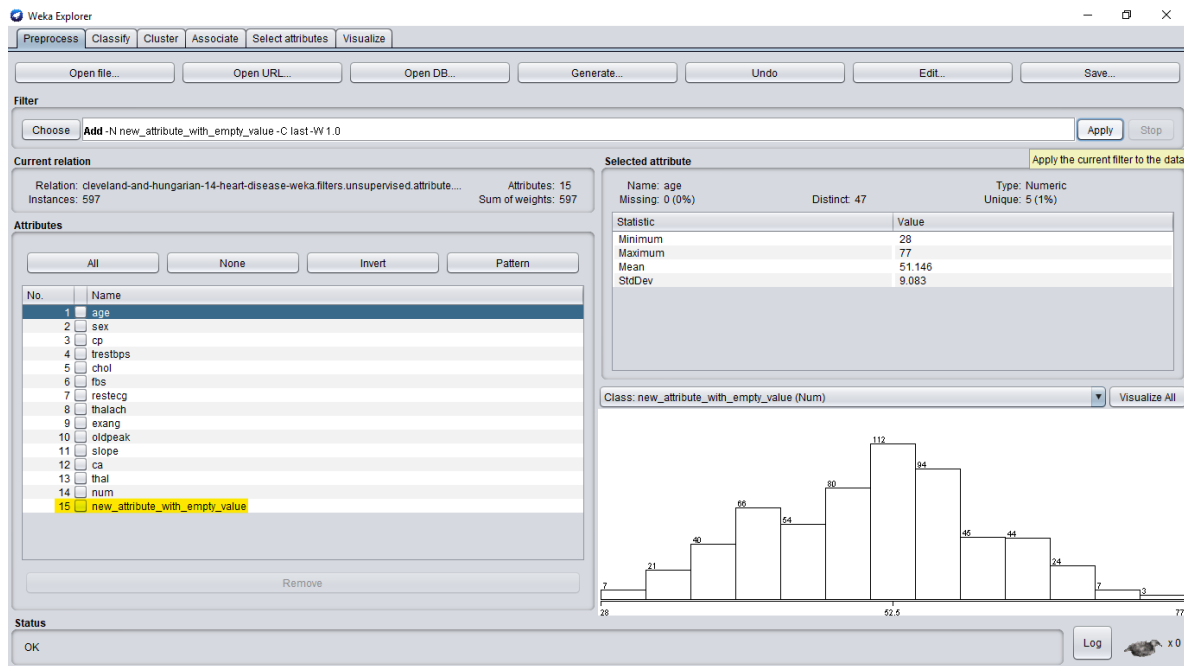 Weka Explorer
Preprocess Classify Cluster Associate Select attributes Visualize
Open file... Open URL... Open DB... Generate... Undo Edit... Save...
Filter
Choose Add -N new_attribute_with_empty_value -C last -W 1.0 Apply Stop
Apply the current filter to the data
Current relation
Relation: cleveland-and-hungarian-14-heart-disease-weka.filters.unsupervised.attribute.... Attributes: 15
Instances: 597 Sum of weights: 597
Attributes
All None Invert Pattern
No. Name
1 age
2 sex
3 cp
4 trestbps
5 chol
6 fbs
7 restecg
8 thalach
9 exang
10 oldpeak
11 slope
12 ca
13 thal
14 num
15 new_attribute_with_empty_value
Remove
Selected attribute
Name: age Type: Numeric
Missing: 0 (0%) Distinct: 47 Unique: 5 (1%)
Statistic Value
Minimum 28
Maximum 77
Mean 51.146
StdDev 9.083
Class: new_attribute_with_empty_value (Num) Visualize All
7 21 40 66 54 80 112 94 45 44 24 7 3
28 52.5 77
Status
OK Log x 0